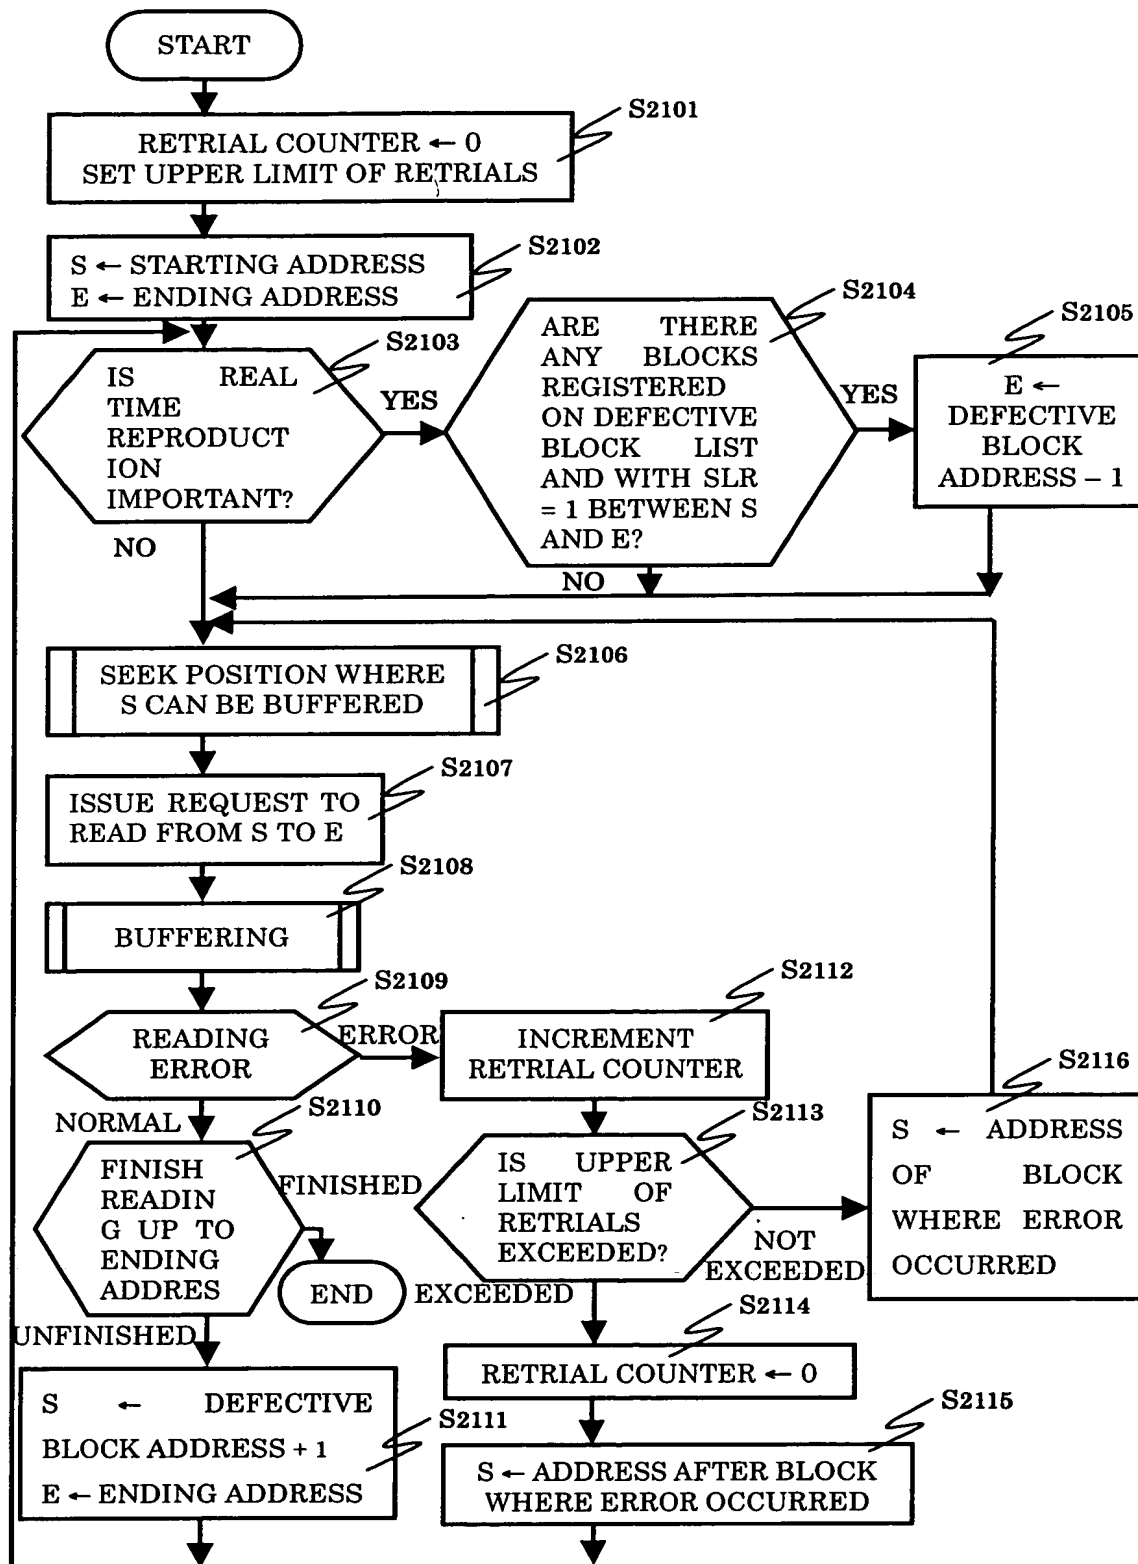 START
S2101
RETRIAL COUNTER ← 0
SET UPPER LIMIT OF RETRIALS
S2102
S ← STARTING ADDRESS
E ← ENDING ADDRESS
S2103
IS REAL
TIME
REPRODUCT
ION
IMPORTANT?
YES
NO
S2104
ARE THERE
ANY BLOCKS
REGISTERED
ON DEFECTIVE
BLOCK LIST
AND WITH SLR
= 1 BETWEEN S
AND E?
YES
NO
S2105
E ←
DEFECTIVE
BLOCK
ADDRESS – 1
S2106
SEEK POSITION WHERE
S CAN BE BUFFERED
S2107
ISSUE REQUEST TO
READ FROM S TO E
S2108
BUFFERING
S2109
READING
ERROR
ERROR
NORMAL
S2112
INCREMENT
RETRIAL COUNTER
S2110
FINISH
READIN
G UP TO
ENDING
ADDRES
FINISHED
END
UNFINISHED
S2113
IS UPPER
LIMIT OF
RETRIALS
EXCEEDED?
NOT
EXCEEDED
EXCEEDED
S2116
S ← ADDRESS
OF BLOCK
WHERE ERROR
OCCURRED
S2114
RETRIAL COUNTER ← 0
S2111
S ← DEFECTIVE
BLOCK ADDRESS + 1
E ← ENDING ADDRESS
S2115
S ← ADDRESS AFTER BLOCK
WHERE ERROR OCCURRED